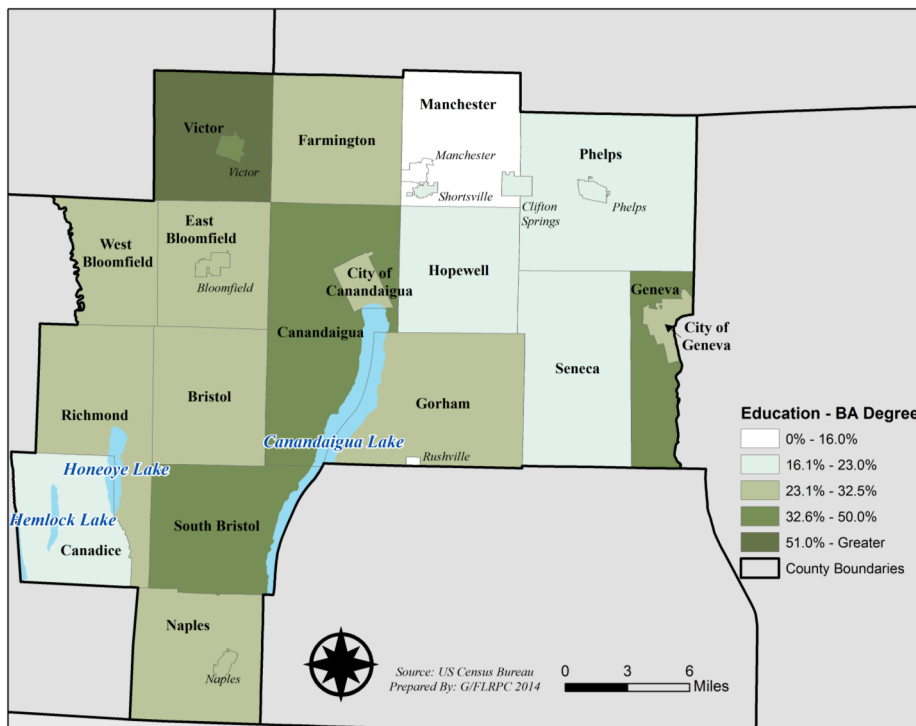 Manchester
Victor
Farmington
Manchester
Phelps
Victor
Shortsville
Clifton
Springs
Phelps
East
Bloomfield
West
Bloomfield
Bloomfield
City of
Canandaigua
Hopewell
Geneva
City of
Geneva
Canandaigua
Seneca
Bristol
Gorham
Richmond
Canandaigua Lake
Rushville
Honeoye Lake
Hemlock Lake
South Bristol
Canadice
Naples
Naples
Education - BA Degree
0% - 16.0%
16.1% - 23.0%
23.1% - 32.5%
32.6% - 50.0%
51.0% - Greater
County Boundaries
Source: US Census Bureau
Prepared By: G/FLRPC 2014
0 3 6
Miles